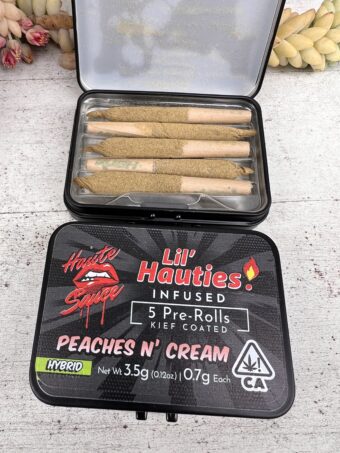 Haute
Sauce
Lil'
Hauties!
INFUSED
5 Pre-Rolls
KIEF COATED
PEACHES N' CREAM
HYBRID
Net Wt 3.5g (0.12oz) | 0.7g Each
! CA